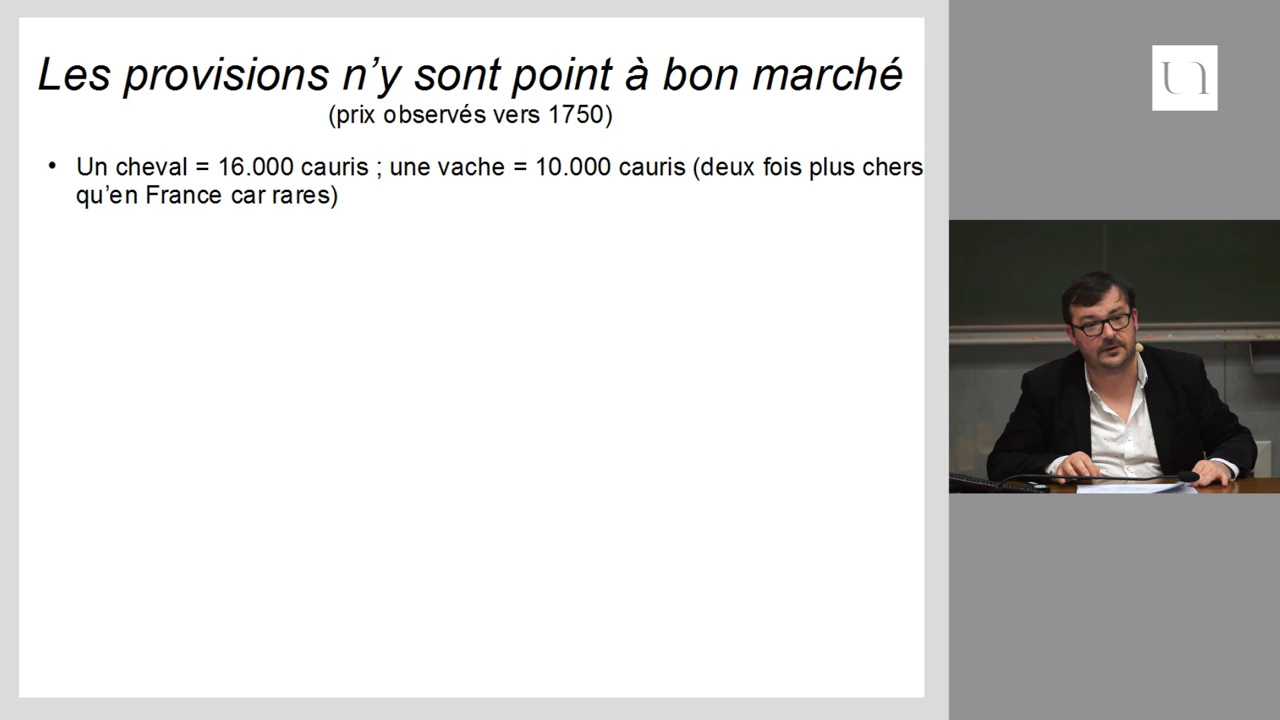 Les provisions n’y sont point à bon marché
(prix observés vers 1750)
• Un cheval = 16.000 cauris ; une vache = 10.000 cauris (deux fois plus chers
qu’en France car rares)